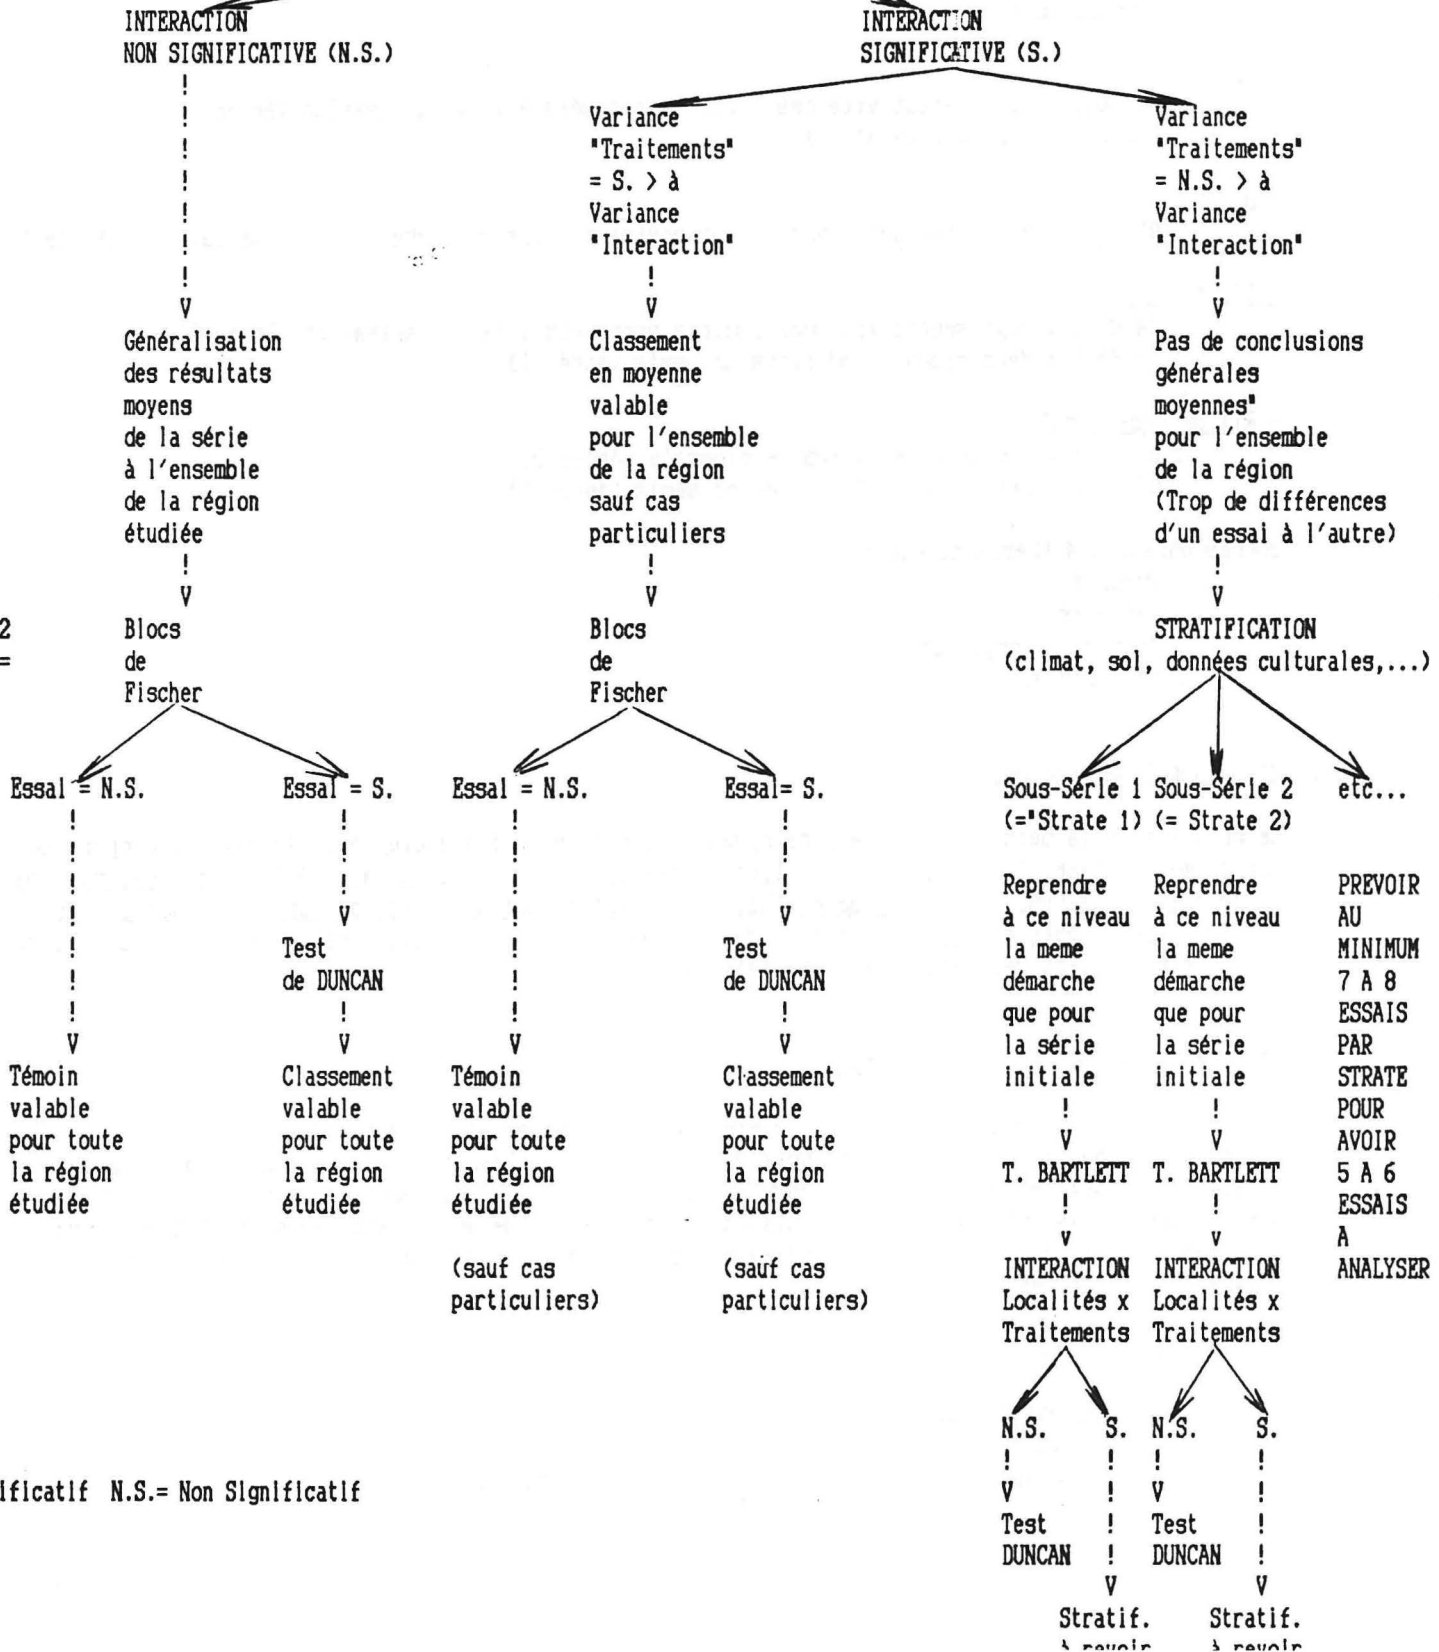 INTERACTION
NON SIGNIFICATIVE (N.S.)
INTERACTION
SIGNIFICATIVE (S.)
!
!
!
!
!
!
!
V
Variance
"Traitements"
= S. > à
Variance
"Interaction"
!
V
Variance
"Traitements"
= N.S. > à
Variance
"Interaction"
!
V
Généralisation
des résultats
moyens
de la série
à l'ensemble
de la région
étudiée
!
V
Classement
en moyenne
valable
pour l'ensemble
de la région
sauf cas
particuliers
!
V
Pas de conclusions
générales
moyennes"
pour l'ensemble
de la région
(Trop de différences
d'un essai à l'autre)
!
V
2
=
Blocs
de
Fischer
Blocs
de
Fischer
STRATIFICATION
(climat, sol, données culturales,...)
Essai = N.S.
!
!
!
!
!
!
!
V
Témoin
valable
pour toute
la région
étudiée
Essai = S.
!
!
!
V
Test
de DUNCAN
!
V
Classement
valable
pour toute
la région
étudiée
Essai = N.S.
!
!
!
!
!
!
!
V
Témoin
valable
pour toute
la région
étudiée
(sauf cas
particuliers)
Essai= S.
!
!
!
V
Test
de DUNCAN
!
V
Classement
valable
pour toute
la région
étudiée
(sauf cas
particuliers)
Sous-Série 1
(="Strate 1)
Reprendre
à ce niveau
la meme
démarche
que pour
la série
initiale
!
V
T. BARTLETT
!
v
INTERACTION
Localités x
Traitements
Sous-Série 2
(= Strate 2)
Reprendre
à ce niveau
la meme
démarche
que pour
la série
initiale
!
V
T. BARTLETT
!
v
INTERACTION
Localités x
Traitements
etc...
PREVOIR
AU
MINIMUM
7 A 8
ESSAIS
PAR
STRATE
POUR
AVOIR
5 A 6
ESSAIS
A
ANALYSER
N.S.
!
V
Test
DUNCAN
S.
!
!
!
!
V
Stratif.
à revoir
N.S.
!
V
Test
DUNCAN
S.
!
!
!
!
V
Stratif.
à revoir
ificatif N.S.= Non Significatif